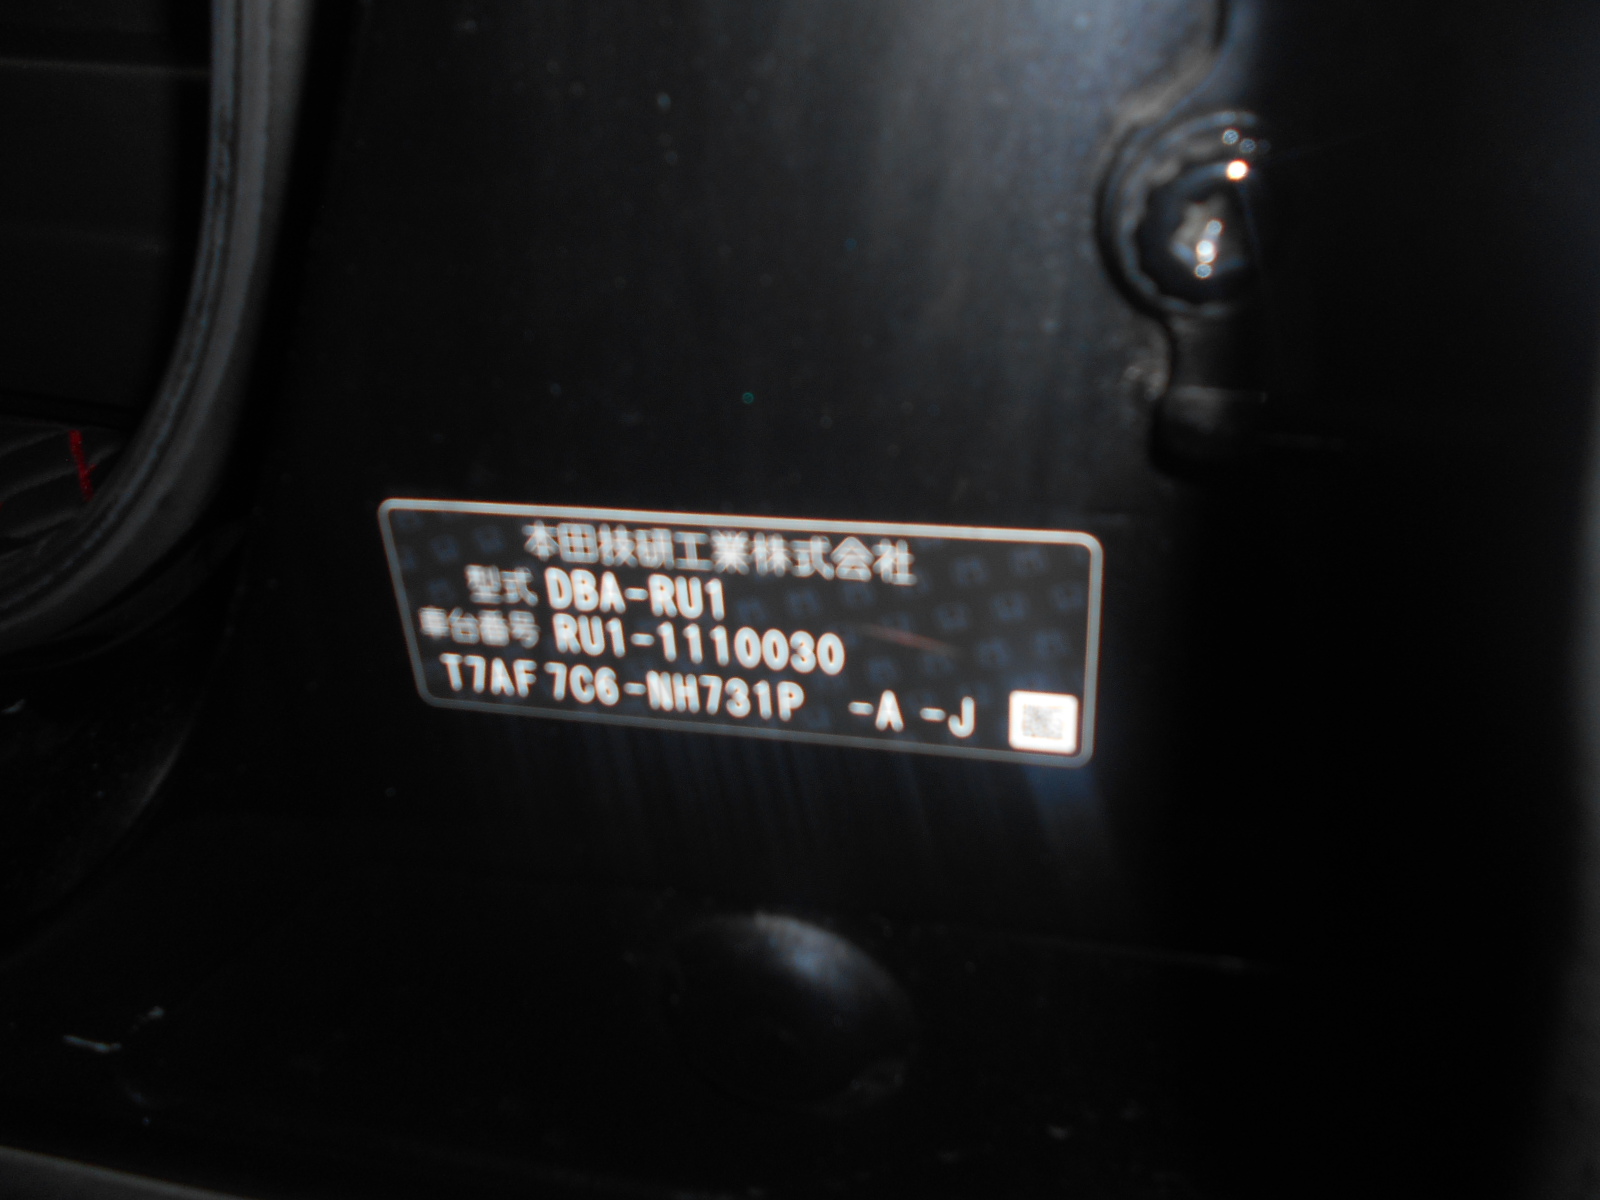 本田技研工業株式会社
型式 DBA-RU1
車台番号 RU1-1110030
T7AF 7C6-NH731P -A -J